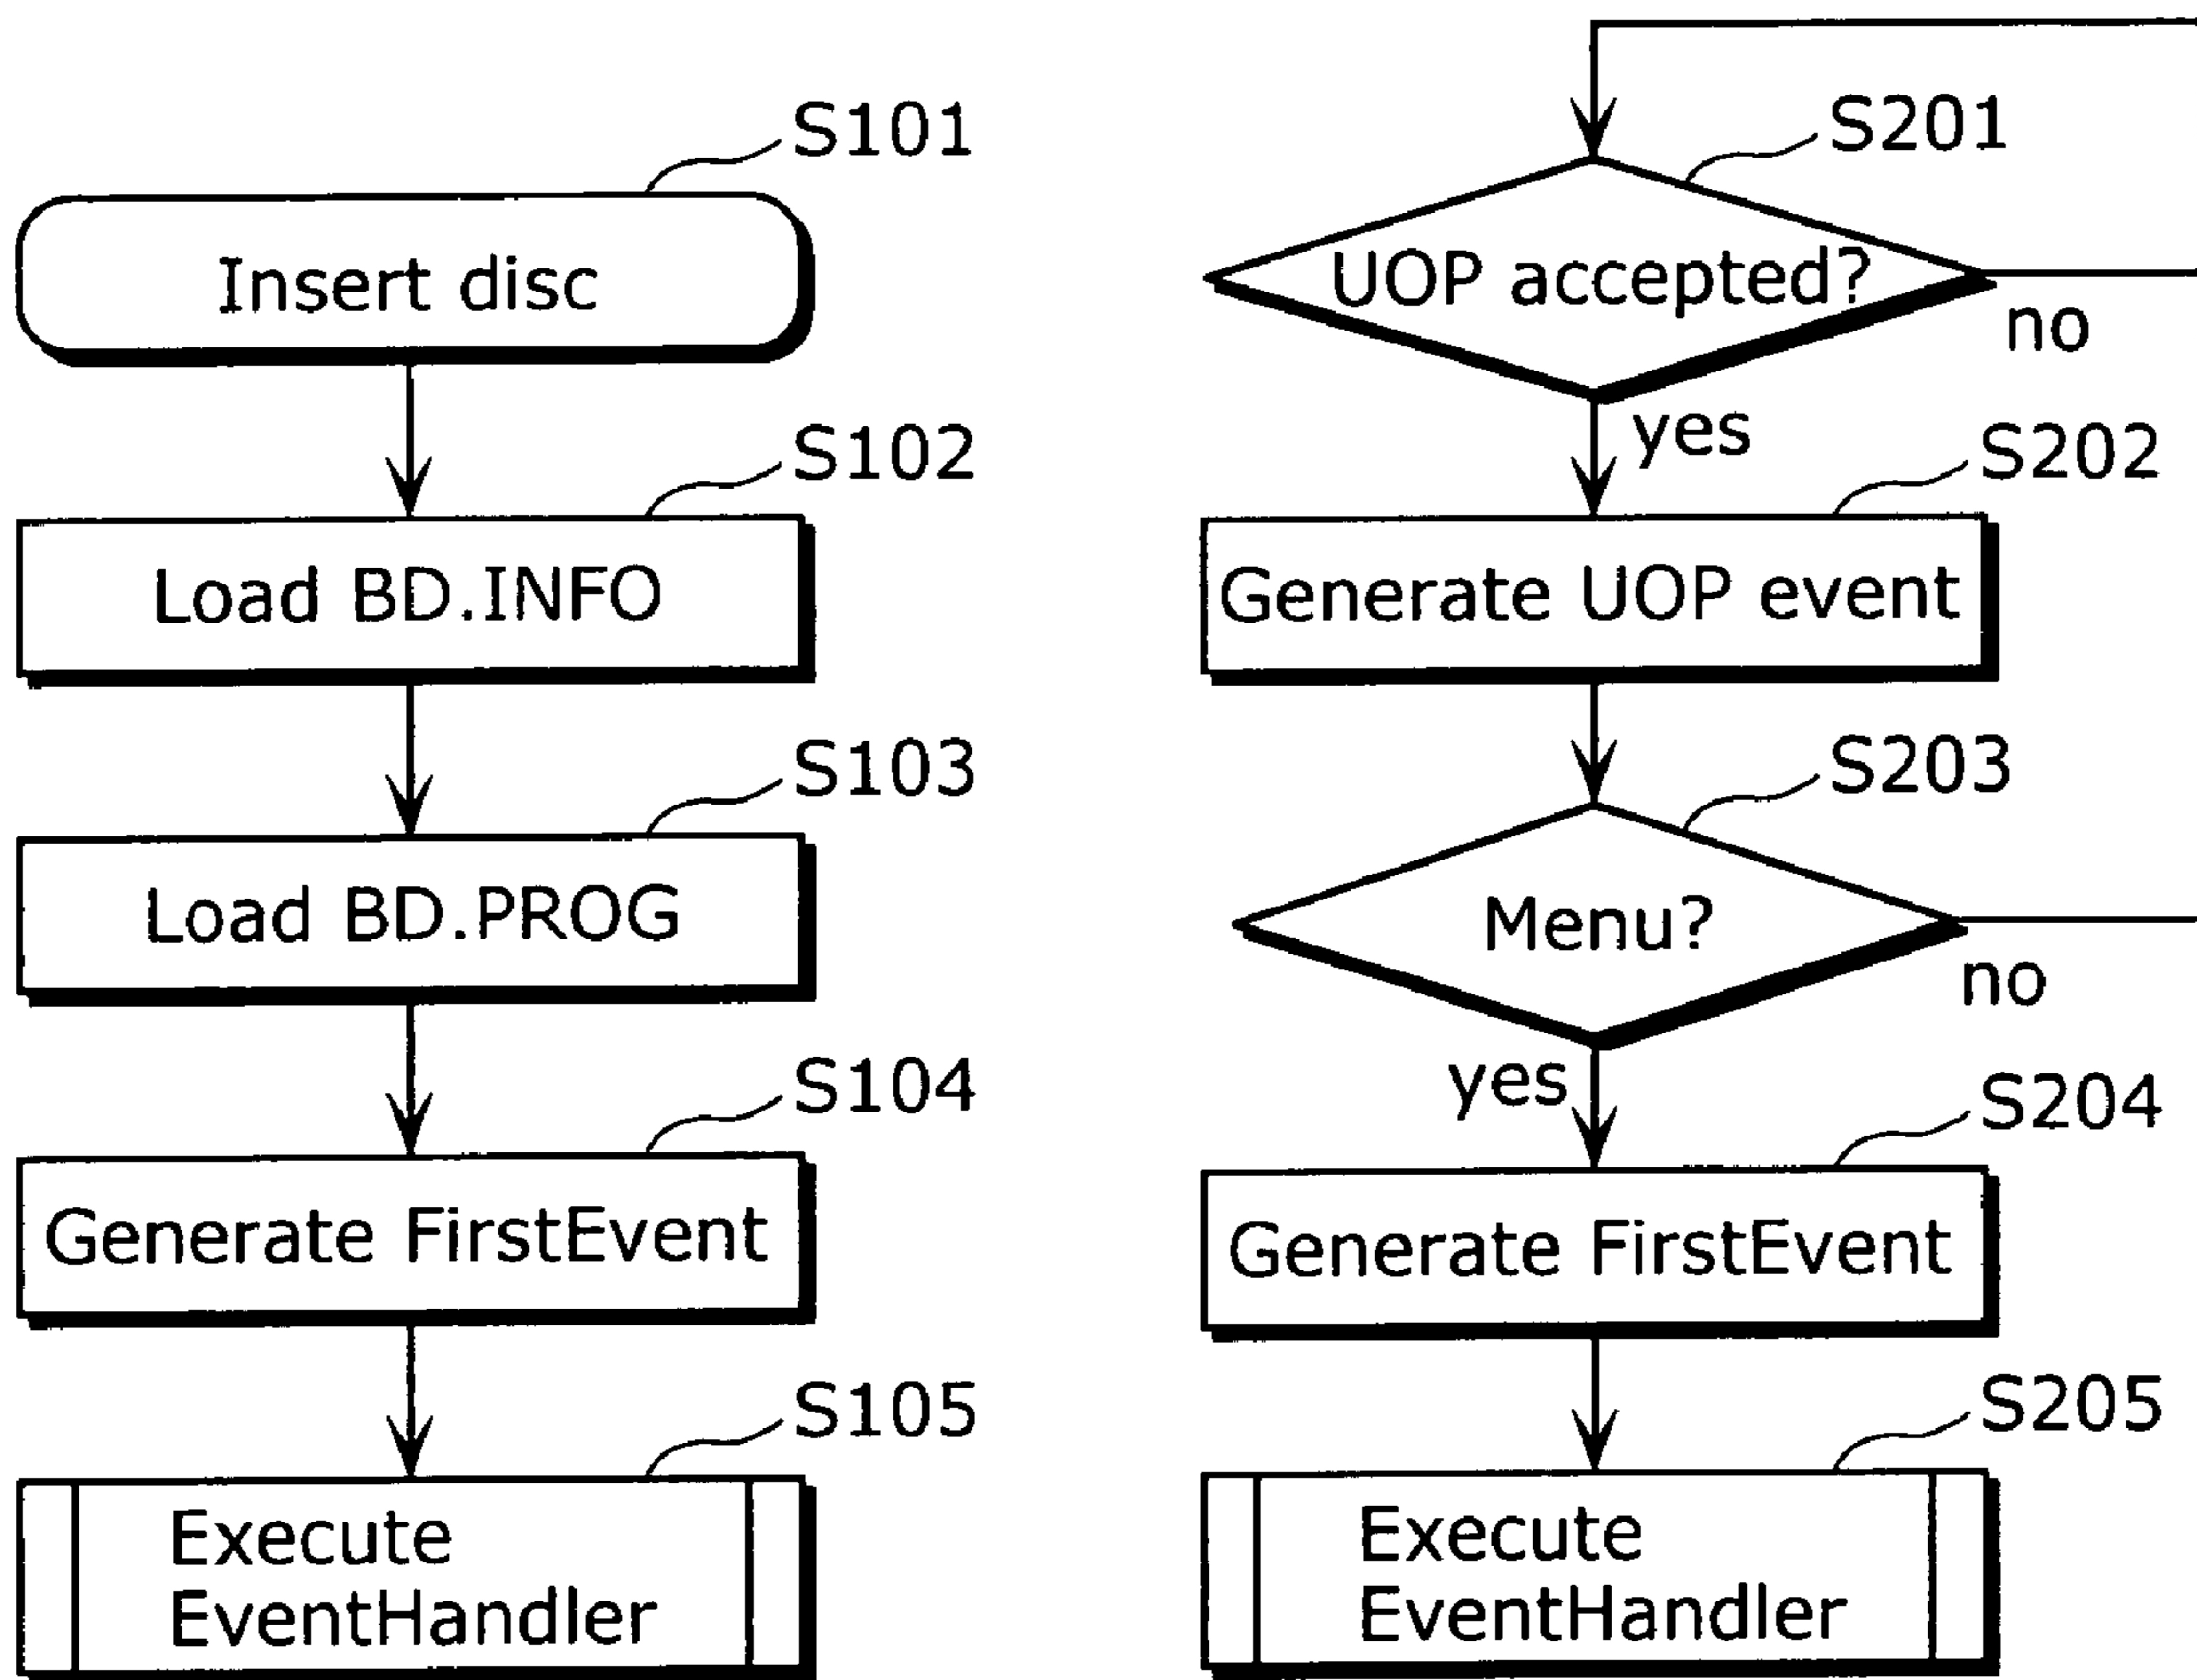 S101
Insert disc
S102
Load BD.INFO
S103
Load BD.PROG
S104
Generate FirstEvent
S105
Execute
EventHandler
S201
UOP accepted?
no
yes
S202
Generate UOP event
S203
Menu?
no
yes
S204
Generate FirstEvent
S205
Execute
EventHandler